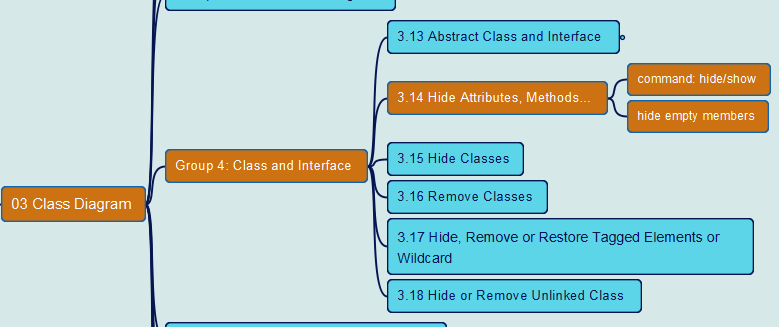 3.13 Abstract Class and Interface
3.14 Hide Attributes, Methods...
command: hide/show
hide empty members
Group 4: Class and Interface
3.15 Hide Classes
3.16 Remove Classes
03 Class Diagram
3.17 Hide, Remove or Restore Tagged Elements or
Wildcard
3.18 Hide or Remove Unlinked Class